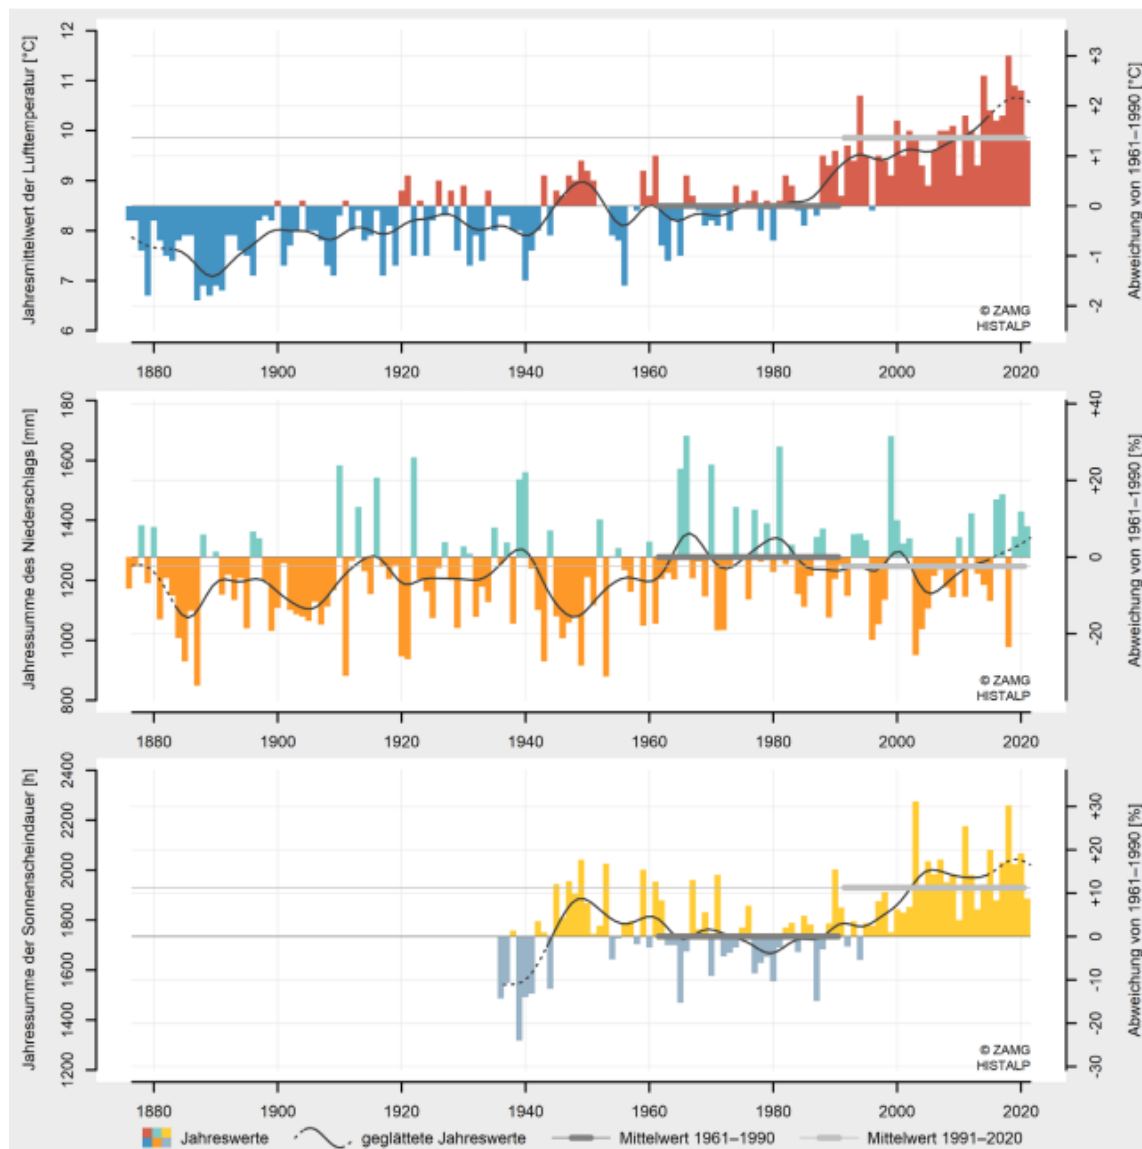 Jahresmittelwert der Lufttemperatur [°C]
12
11
10
9
8
7
6
+3
+2
+1
0
-1
-2
Abweichung von 1961–1990 [°C]
© ZAMG
HISTALP
1880 1900 1920 1940 1960 1980 2000 2020
Jahressumme des Niederschlags [mm]
180
1600
1400
1200
1000
800
+40
+20
0
-20
Abweichung von 1961–1990 [%]
© ZAMG
HISTALP
1880 1900 1920 1940 1960 1980 2000 2020
Jahressumme der Sonnenscheindauer [h]
2400
2200
2000
1800
1600
1400
1200
+30
+20
+10
0
-10
-20
-30
Abweichung von 1961–1990 [%]
© ZAMG
HISTALP
1880 1900 1920 1940 1960 1980 2000 2020
Jahreswerte geglättete Jahreswerte Mittelwert 1961–1990 Mittelwert 1991–2020